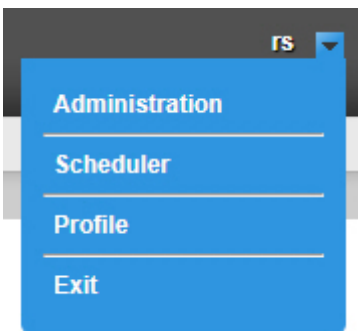 rs
Administration
Scheduler
Profile
Exit